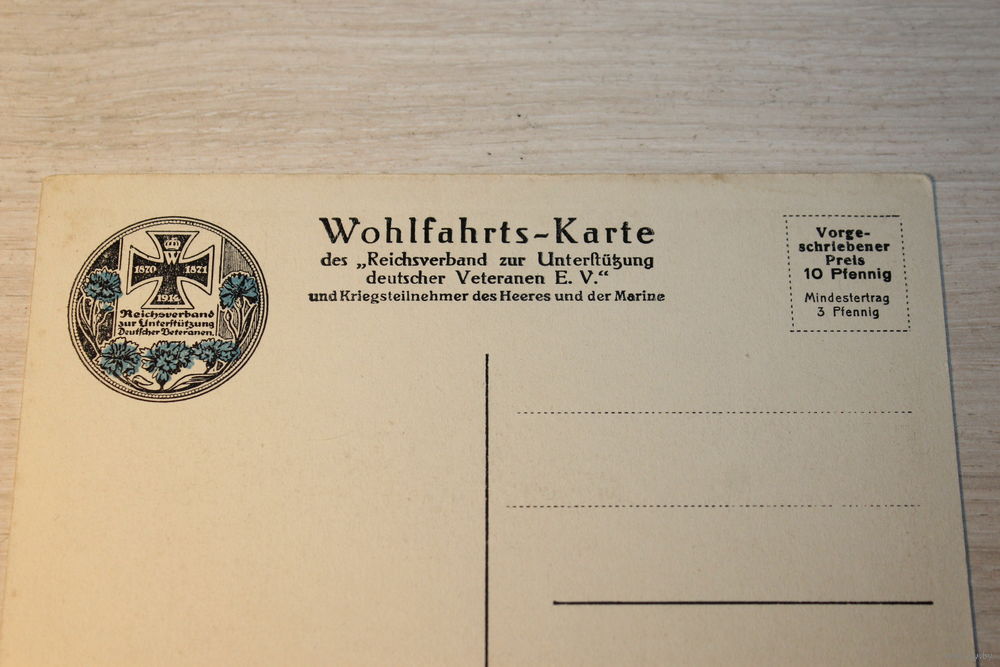 Wohlfahrts-Karte
des „Reichsverband zur Unterſtützung
deutscher Veteranen E. V.“
und Kriegsteilnehmer des Heeres und der Marine
W
1870 1871
1914
Reichsverband
zur Unterſtützung
Deutſcher Veteranen.
Vorge-
schriebener
Preis
10 Pfennig
Mindestertrag
3 Pfennig